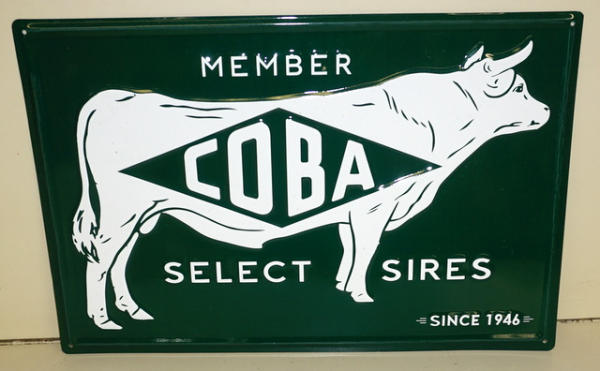 MEMBER
COBA
SELECT SIRES
SINCE 1946